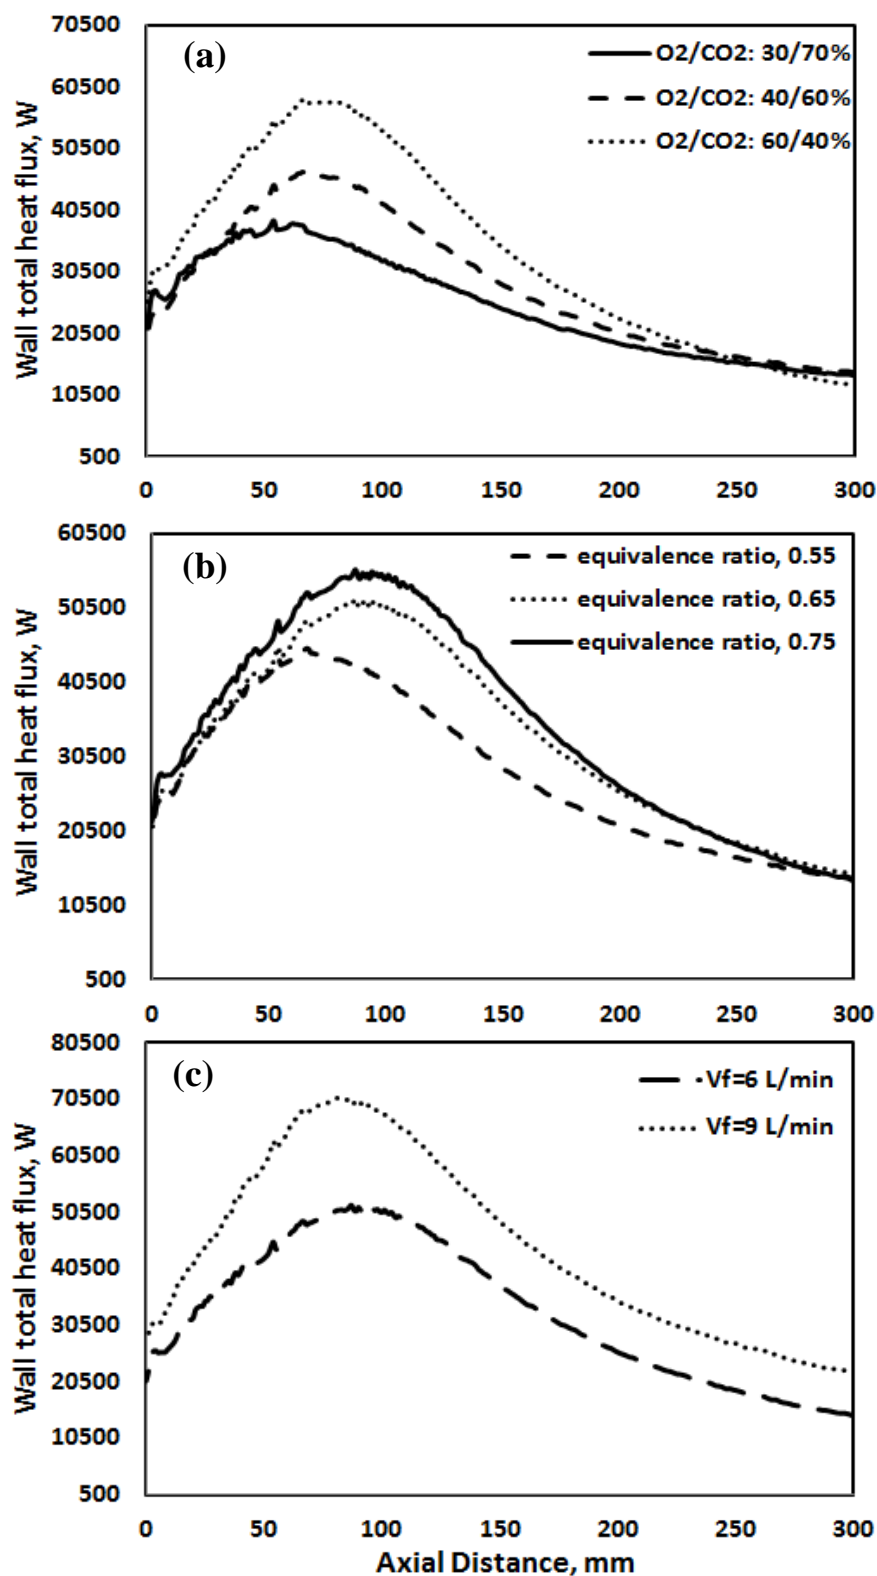 70500
(a)
O2/CO2: 30/70%
60500
O2/CO2: 40/60%
50500
O2/CO2: 60/40%
40500
30500
20500
10500
500
Wall total heat flux, W
0 50 100 150 200 250 300
60500
(b)
equivalence ratio, 0.55
50500
equivalence ratio, 0.65
equivalence ratio, 0.75
40500
30500
20500
10500
500
Wall total heat flux, W
0 50 100 150 200 250 300
80500
(c)
Vf=6 L/min
70500
Vf=9 L/min
60500
50500
40500
30500
20500
10500
500
Wall total heat flux, W
0 50 100 150 200 250 300
Axial Distance, mm